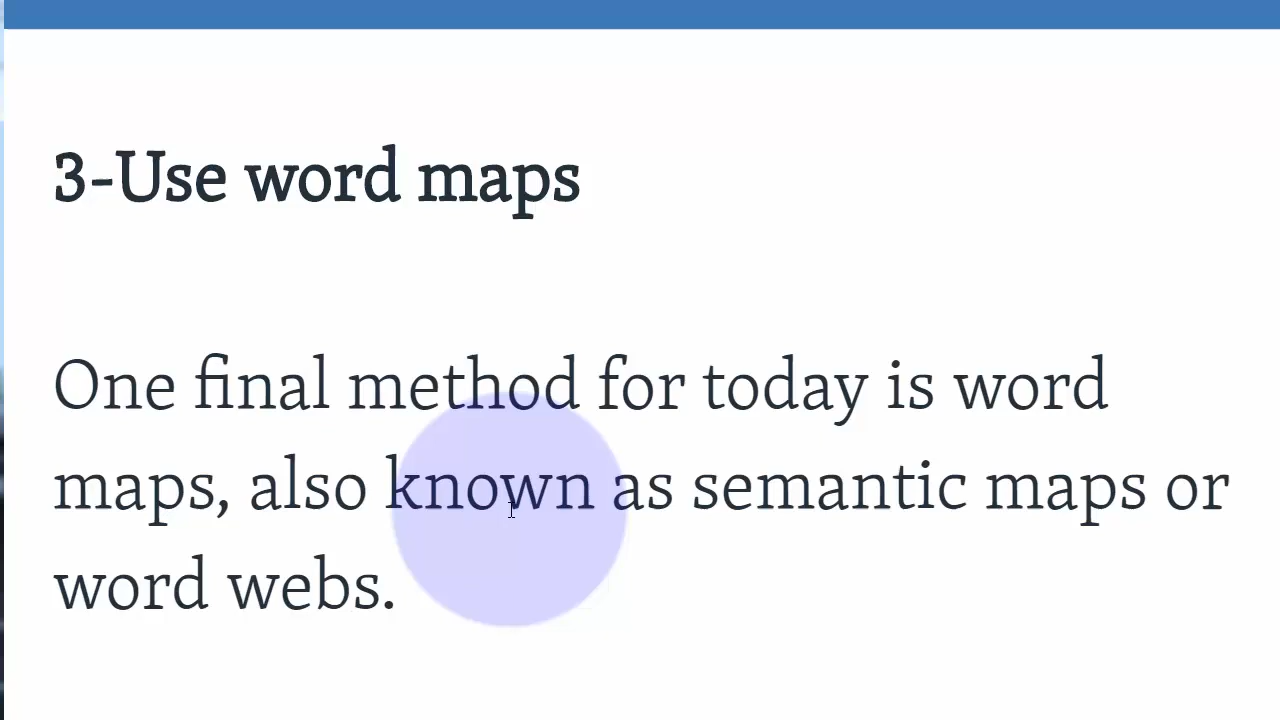 3-Use word maps
One final method for today is word
maps, also known as semantic maps or
word webs.